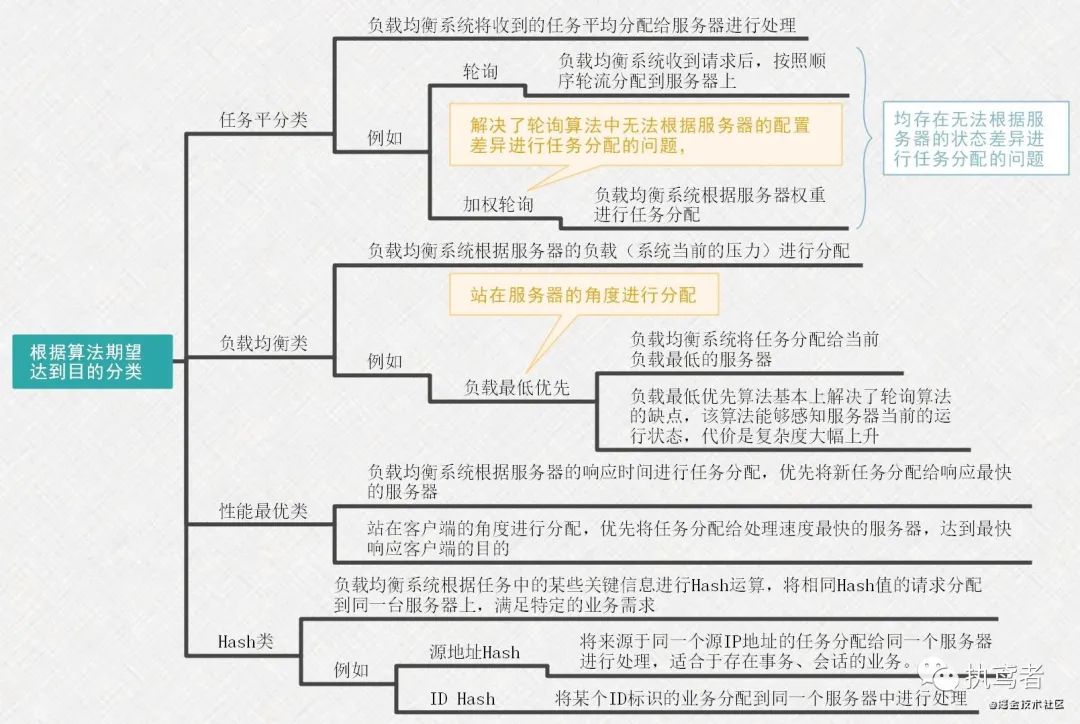 负载均衡系统将收到的任务平均分配给服务器进行处理
轮询
负载均衡系统收到请求后，按照顺
序轮流分配到服务器上
任务平分类
例如
解决了轮询算法中无法根据服务器的配置
差异进行任务分配的问题，
均存在无法根据服
务器的状态差异进
行任务分配的问题
加权轮询
负载均衡系统根据服务器权重
进行任务分配
负载均衡系统根据服务器的负载（系统当前的压力）进行分配
站在服务器的角度进行分配
根据算法期望
达到目的分类
负载均衡类
例如
负载最低优先
负载均衡系统将任务分配给当前
负载最低的服务器
负载最低优先算法基本上解决了轮询算法
的缺点，该算法能够感知服务器当前的运
行状态，代价是复杂度大幅上升
性能最优类
负载均衡系统根据服务器的响应时间进行任务分配，优先将新任务分配给响应最快
的服务器
站在客户端的角度进行分配，优先将任务分配给处理速度最快的服务器，达到最快
响应客户端的目的
负载均衡系统根据任务中的某些关键信息进行Hash运算，将相同Hash值的请求分配
到同一台服务器上，满足特定的业务需求
Hash类
例如
源地址Hash
将来源于同一个源IP地址的任务分配给同一个服务器
进行处理，适合于存在事务、会话的业务。
ID Hash
将某个ID标识的业务分配到同一个服务器中进行处理
执鸢者
@掘金技术社区